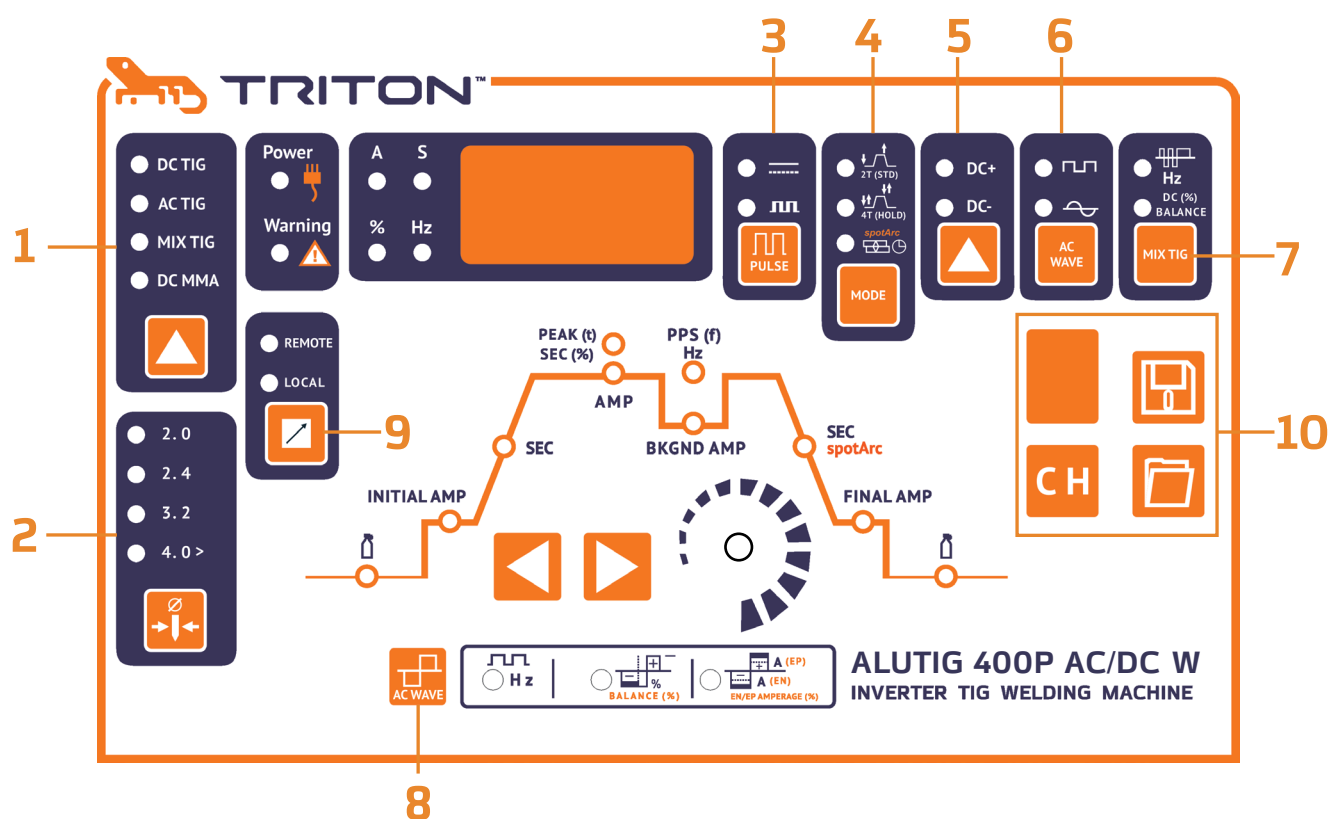 3
4
5
6
TRITON™
DC TIG
AC TIG
MIX TIG
DC MMA
1
Power
Warning
A
S
%
Hz
PULSE
2T (STD)
4T (HOLD)
spotArc
MODE
DC+
DC-
AC
WAVE
Hz
DC (%)
BALANCE
MIX TIG
7
REMOTE
LOCAL
9
2.0
2.4
3.2
4.0>
Ø
2
PEAK (t)
SEC (%)
AMP
PPS (f)
Hz
BKGND AMP
SEC
INITIAL AMP
SEC
spotArc
FINAL AMP
CH
10
AC WAVE
8
Hz
+
−
−
%
BALANCE (%)
+
A (EP)
−
A (EN)
EN/EP AMPERAGE (%)
ALUTIG 400P AC/DC W
INVERTER TIG WELDING MACHINE